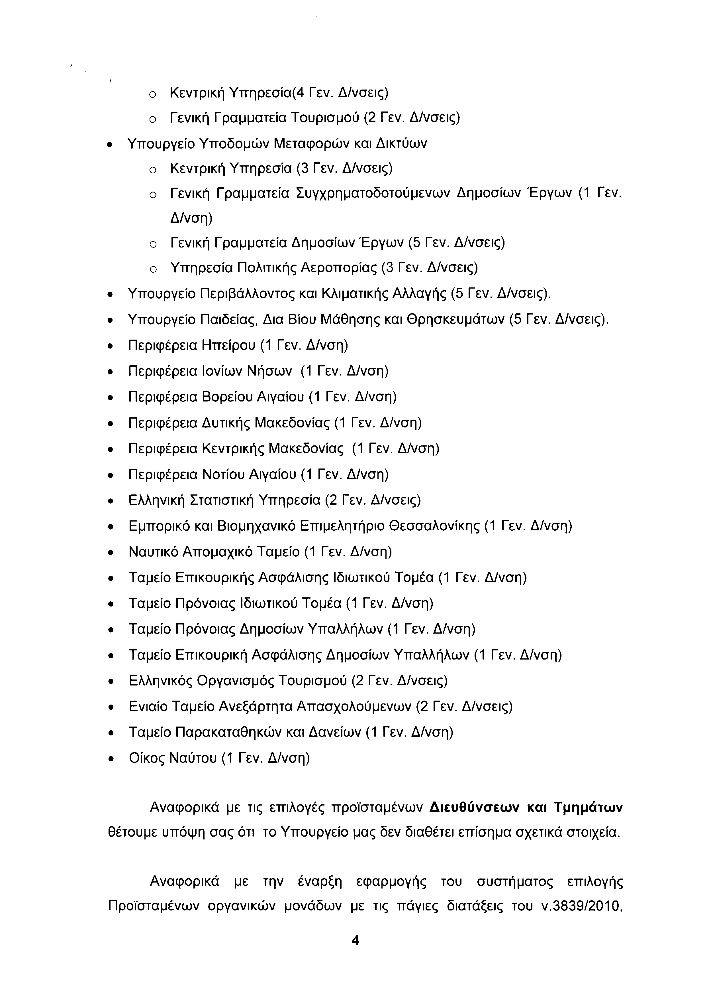 o Κεντρική Υπηρεσία(4 Γεν. Δ/νσεις)
o Γενική Γραμματεία Τουρισμού (2 Γεν. Δ/νσεις)
• Υπουργείο Υποδομών Μεταφορών και Δικτύων
o Κεντρική Υπηρεσία (3 Γεν. Δ/νσεις)
o Γενική Γραμματεία Συγχρηματοδοτούμενων Δημοσίων Έργων (1 Γεν.
Δ/νση)
o Γενική Γραμματεία Δημοσίων Έργων (5 Γεν. Δ/νσεις)
o Υπηρεσία Πολιτικής Αεροπορίας (3 Γεν. Δ/νσεις)
• Υπουργείο Περιβάλλοντος και Κλιματικής Αλλαγής (5 Γεν. Δ/νσεις).
• Υπουργείο Παιδείας, Δια Βίου Μάθησης και Θρησκευμάτων (5 Γεν. Δ/νσεις).
• Περιφέρεια Ηπείρου (1 Γεν. Δ/νση)
• Περιφέρεια Ιονίων Νήσων (1 Γεν. Δ/νση)
• Περιφέρεια Βορείου Αιγαίου (1 Γεν. Δ/νση)
• Περιφέρεια Δυτικής Μακεδονίας (1 Γεν. Δ/νση)
• Περιφέρεια Κεντρικής Μακεδονίας (1 Γεν. Δ/νση)
• Περιφέρεια Νοτίου Αιγαίου (1 Γεν. Δ/νση)
• Ελληνική Στατιστική Υπηρεσία (2 Γεν. Δ/νσεις)
• Εμπορικό και Βιομηχανικό Επιμελητήριο Θεσσαλονίκης (1 Γεν. Δ/νση)
• Ναυτικό Απομαχικό Ταμείο (1 Γεν. Δ/νση)
• Ταμείο Επικουρικής Ασφάλισης Ιδιωτικού Τομέα (1 Γεν. Δ/νση)
• Ταμείο Πρόνοιας Ιδιωτικού Τομέα (1 Γεν. Δ/νση)
• Ταμείο Πρόνοιας Δημοσίων Υπαλλήλων (1 Γεν. Δ/νση)
• Ταμείο Επικουρική Ασφάλισης Δημοσίων Υπαλλήλων (1 Γεν. Δ/νση)
• Ελληνικός Οργανισμός Τουρισμού (2 Γεν. Δ/νσεις)
• Ενιαίο Ταμείο Ανεξάρτητα Απασχολούμενων (2 Γεν. Δ/νσεις)
• Ταμείο Παρακαταθηκών και Δανείων (1 Γεν. Δ/νση)
• Οίκος Ναύτου (1 Γεν. Δ/νση)
Αναφορικά με τις επιλογές προϊσταμένων Διευθύνσεων και Τμημάτων
θέτουμε υπόψη σας ότι το Υπουργείο μας δεν διαθέτει επίσημα σχετικά στοιχεία.
Αναφορικά με την έναρξη εφαρμογής του συστήματος επιλογής
Προϊσταμένων οργανικών μονάδων με τις πάγιες διατάξεις του ν.3839/2010,
4